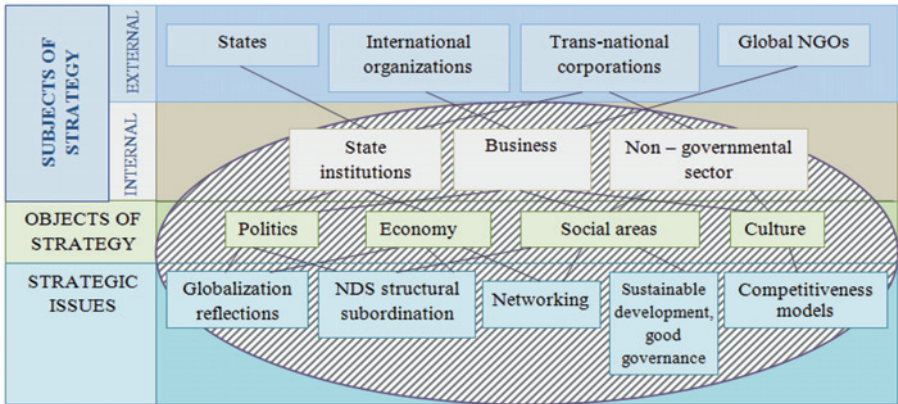 SUBJECTS OF
STRATEGY
EXTERNAL
States
International
organizations
Trans-national
corporations
Global NGOs
INTERNAL
State
institutions
Business
Non – governmental
sector
OBJECTS OF
STRATEGY
Politics
Economy
Social areas
Culture
STRATEGIC
ISSUES
Globalization
reflections
NDS structural
subordination
Networking
Sustainable
development,
good
governance
Competitiveness
models